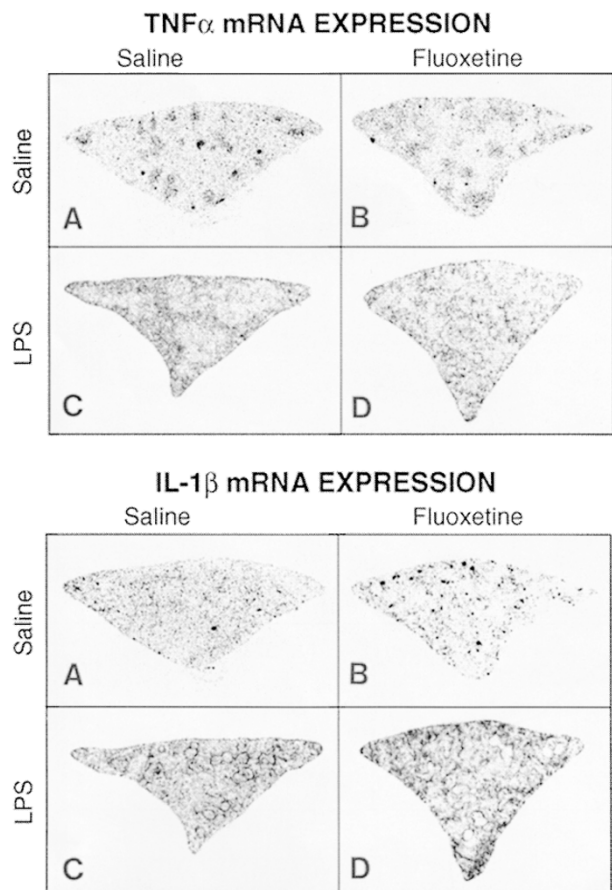 TNFα mRNA EXPRESSION
Saline Fluoxetine
Saline
A B
LPS
C D
IL-1β mRNA EXPRESSION
Saline Fluoxetine
Saline
A B
LPS
C D